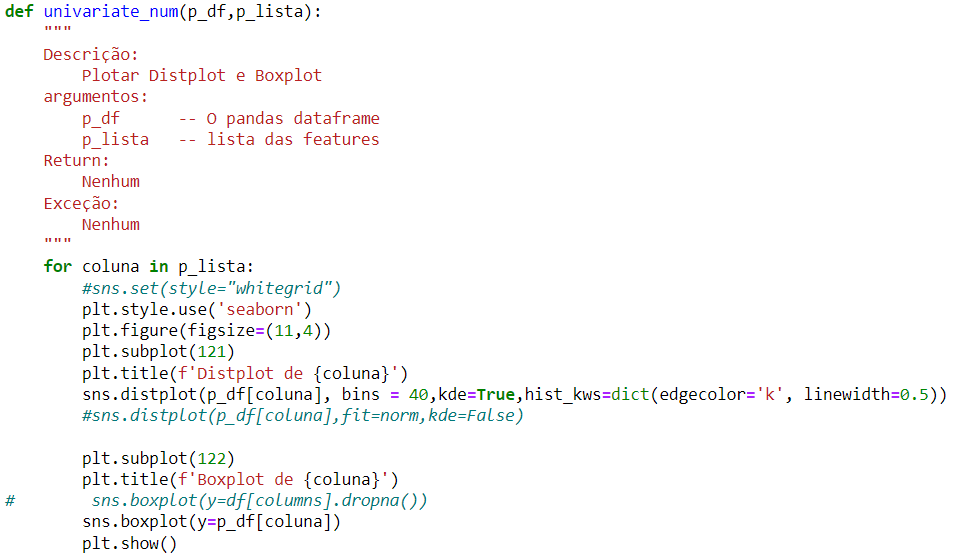 def univariate_num(p_df,p_lista):
    """
    Descrição:
        Plotar Distplot e Boxplot
    argumentos:
        p_df      -- O pandas dataframe
        p_lista   -- lista das features
    Return:
        Nenhum
    Exceção:
        Nenhum
    """
    for coluna in p_lista:
        #sns.set(style="whitegrid")
        plt.style.use('seaborn')
        plt.figure(figsize=(11,4))
        plt.subplot(121)
        plt.title(f'Distplot de {coluna}')
        sns.distplot(p_df[coluna], bins = 40,kde=True,hist_kws=dict(edgecolor='k', linewidth=0.5))
        #sns.distplot(p_df[coluna],fit=norm,kde=False)

        plt.subplot(122)
        plt.title(f'Boxplot de {coluna}')
#        sns.boxplot(y=df[columns].dropna())
        sns.boxplot(y=p_df[coluna])
        plt.show()